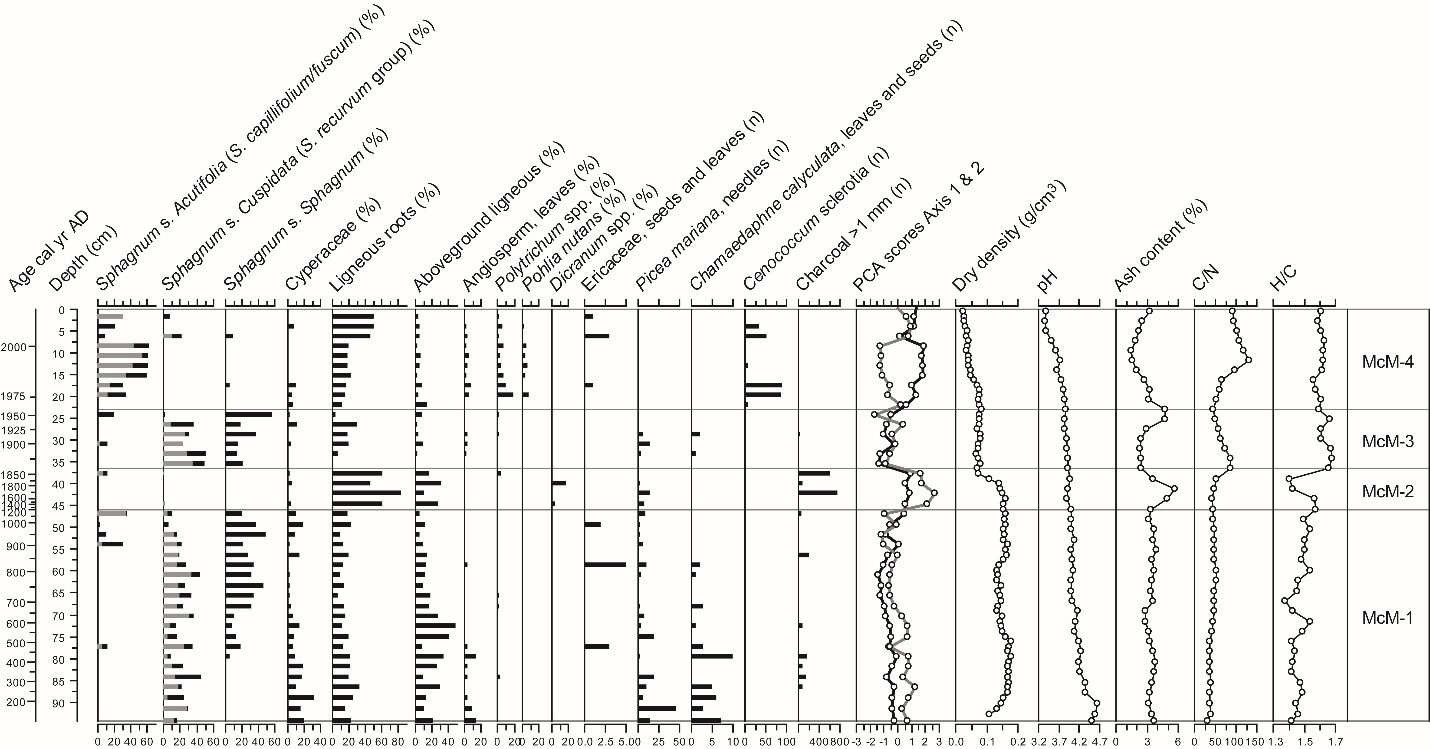 Age cal yr AD
Depth (cm)
Sphagnum s. Acutifolia (S. capillifolium/fuscum) (%)
Sphagnum s. Cuspidata (S. recurvum group) (%)
Sphagnum s. Sphagnum (%)
Cyperaceae (%)
Ligneous roots (%)
Aboveground ligneous (%)
Angiosperm, leaves (%)
Polytrichum spp. (%)
Pohlia nutans (%)
Dicranum spp. (%)
Ericaceae, seeds and leaves (n)
Picea mariana, needles (n)
Chamaedaphne calyculata, leaves and seeds (n)
Cenococcum sclerotia (n)
Charcoal > 1 mm (n)
PCA scores Axis 1 & 2
Dry density (g/cm³)
pH
Ash content (%)
C/N
H/C
2000
1975
1950
1925
1900
1850
1800
1600
1400
1200
1000
900
800
700
600
500
400
300
200
0
5
10
15
20
25
30
35
40
45
50
55
60
65
70
75
80
85
90
McM-4
McM-3
McM-2
McM-1
0 20 40 60
0 20 40 60
0 20 40 60
0 20 40
0 20 40 60 80
0 20 40
0 20
0 20
0 20
0 20
0.0 2.5 5.0
0 25 50
0 5 10
0 50 100
0 400 800
-3 -2 -1 0 1 2 3
0.0 0.1 0.2
3.2 3.7 4.2 4.7
0 3 6
0 50 100 150
1.3 1.5 1.7